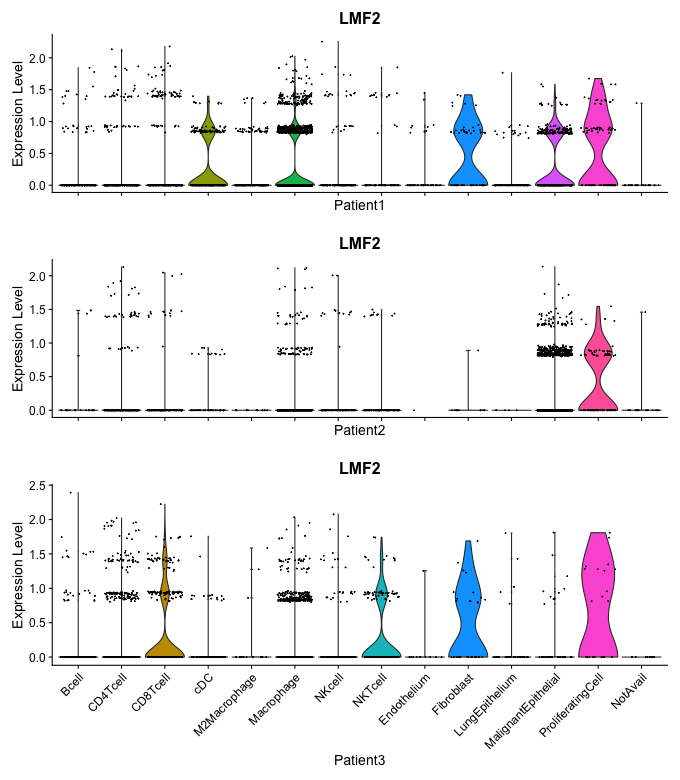 LMF2
Expression Level
2.0
1.5
1.0
0.5
0.0
Patient1
LMF2
Expression Level
2.0
1.5
1.0
0.5
0.0
Patient2
LMF2
Expression Level
2.5
2.0
1.5
1.0
0.5
0.0
Bcell
CD4Tcell
CD8Tcell
cDC
M2Macrophage
Macrophage
NKcell
NKTcell
Endothelium
Fibroblast
LungEpithelium
MalignantEpithelial
ProliferatingCell
NotAvail
Patient3